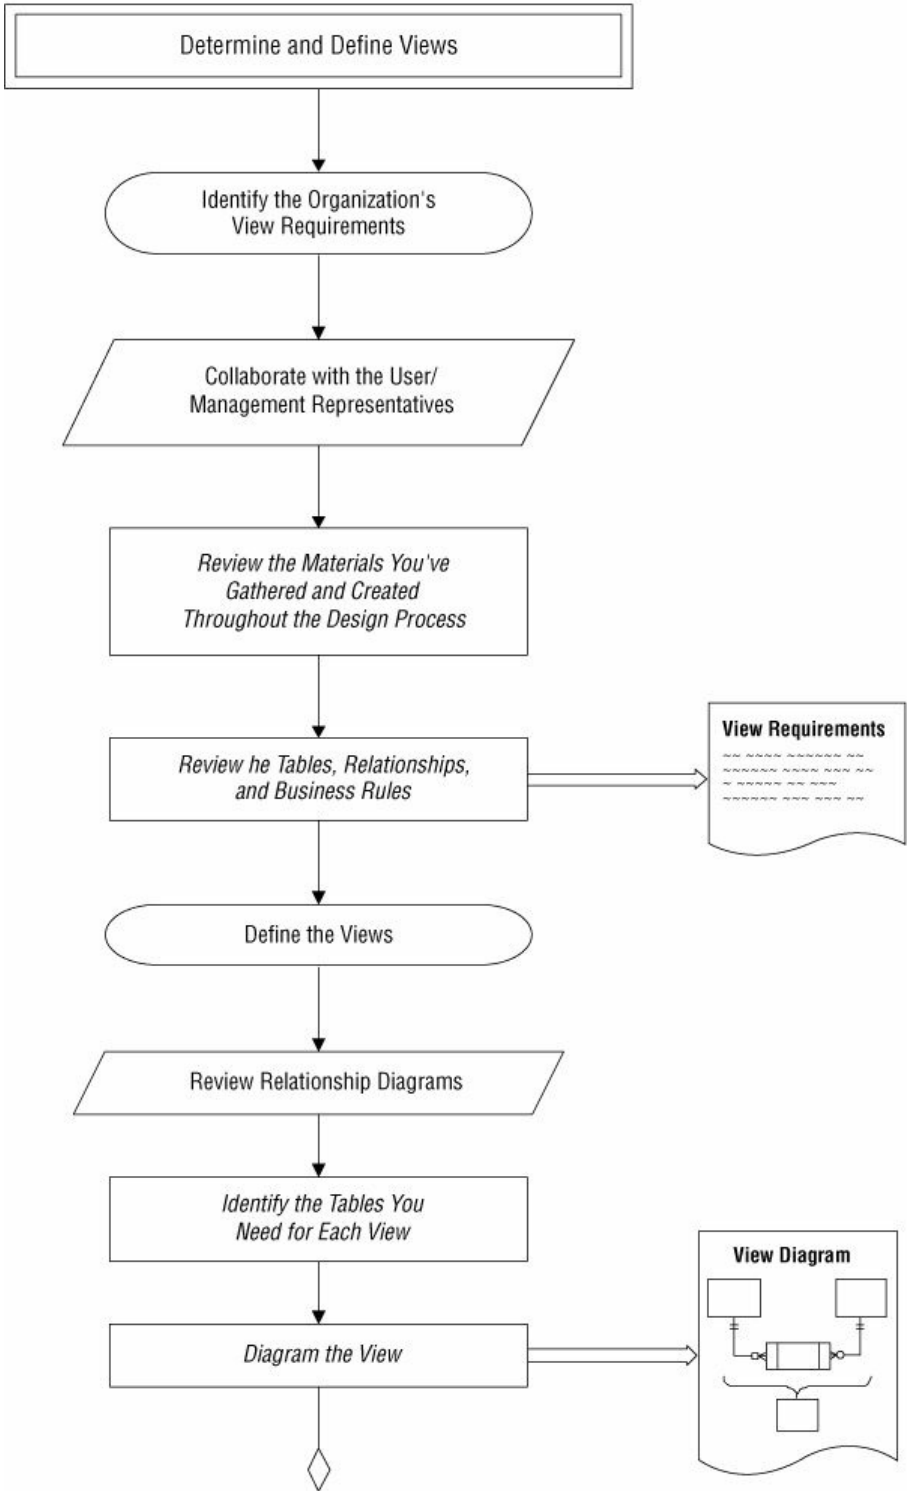 Determine and Define Views
Identify the Organization's
View Requirements
Collaborate with the User/
Management Representatives
Review the Materials You've
Gathered and Created
Throughout the Design Process
Review he Tables, Relationships,
and Business Rules
View Requirements
Define the Views
Review Relationship Diagrams
Identify the Tables You
Need for Each View
View Diagram
Diagram the View